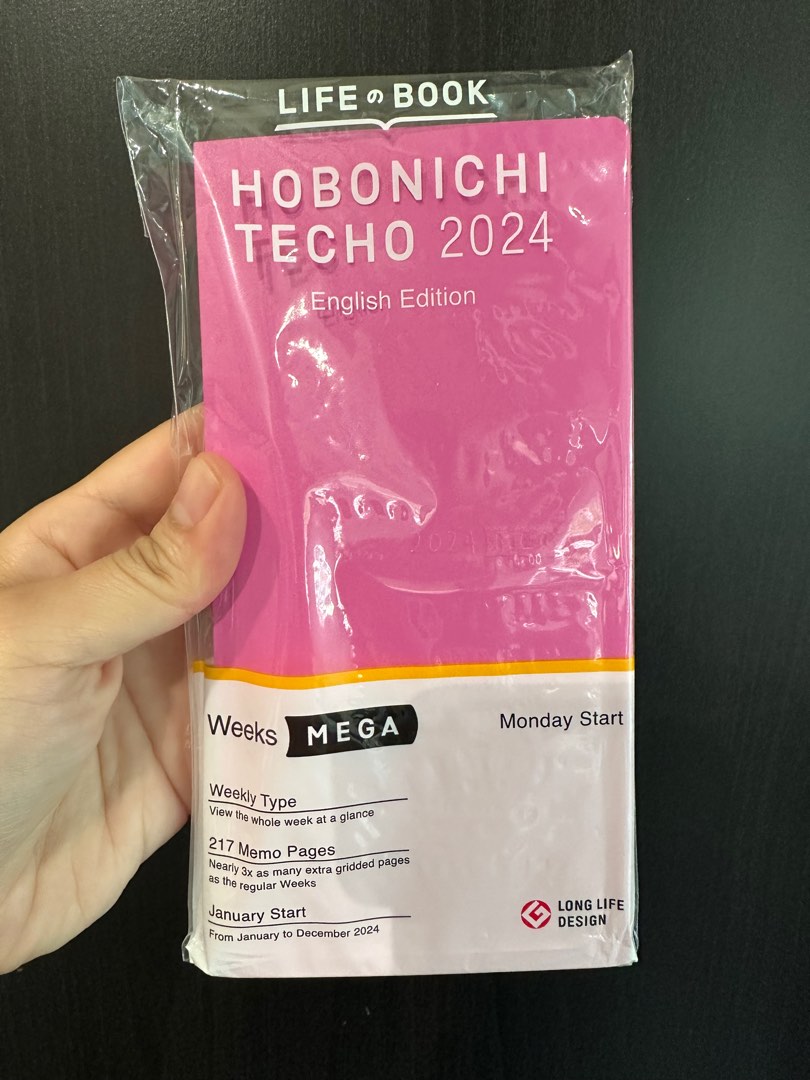 LIFEのBOOK
HOBONICHI
TECHO 2024
English Edition
2024
Weeks MEGA
Monday Start
Weekly Type
View the whole week at a glance
217 Memo Pages
Nearly 3x as many extra gridded pages
as the regular Weeks
January Start
From January to December 2024
LONG LIFE
DESIGN